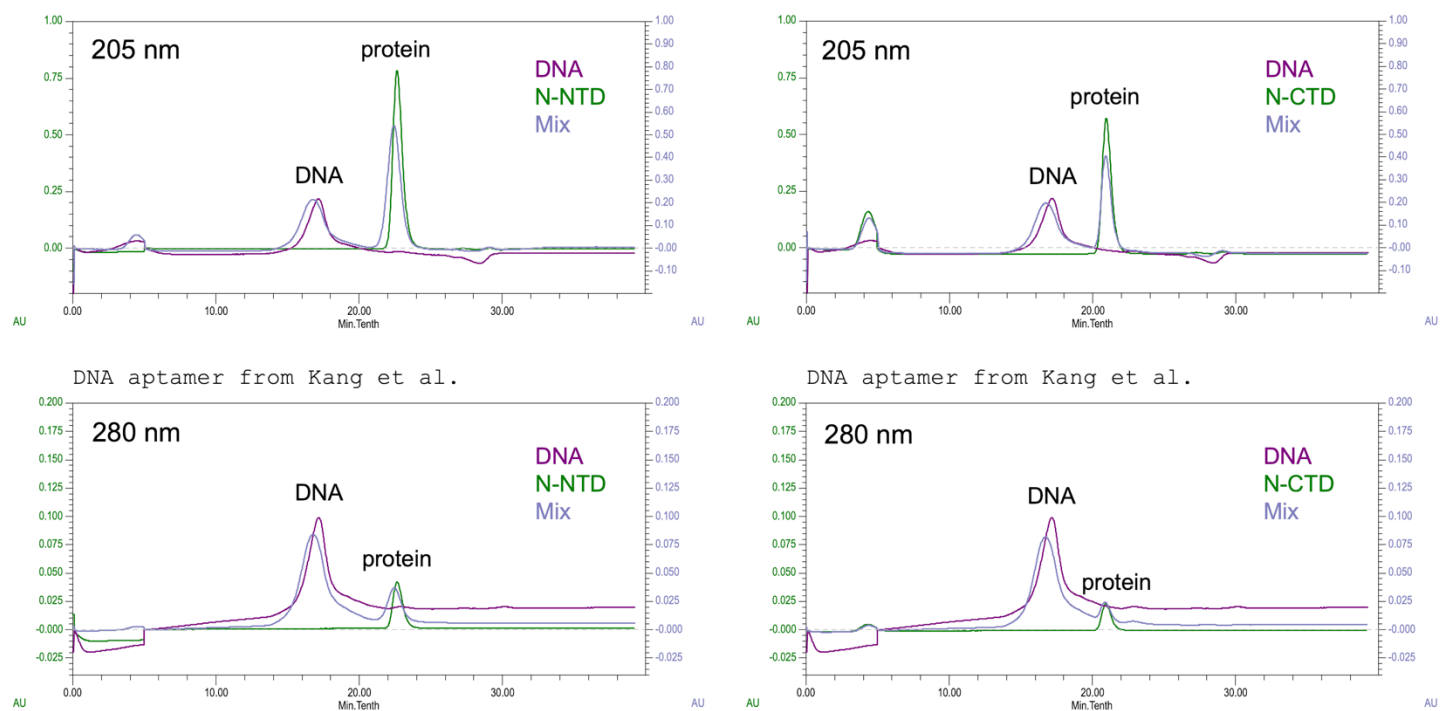 205 nm
protein
DNA
DNA
N-NTD
Mix
1.00
0.75
0.50
0.25
0.00
1.00
0.90
0.80
0.70
0.60
0.50
0.40
0.30
0.20
0.10
-0.00
-0.10
0.00 10.00 20.00 30.00
Min.Tenth
AU AU
205 nm
protein
DNA
DNA
N-CTD
Mix
1.00
0.75
0.50
0.25
0.00
1.00
0.90
0.80
0.70
0.60
0.50
0.40
0.30
0.20
0.10
-0.00
-0.10
0.00 10.00 20.00 30.00
Min.Tenth
AU AU
DNA aptamer from Kang et al.
280 nm
DNA
protein
DNA
N-NTD
Mix
0.200
0.175
0.150
0.125
0.100
0.075
0.050
0.025
-0.000
-0.025
0.200
0.175
0.150
0.125
0.100
0.075
0.050
0.025
-0.000
-0.025
0.00 10.00 20.00 30.00
Min.Tenth
AU AU
DNA aptamer from Kang et al.
280 nm
DNA
protein
DNA
N-CTD
Mix
0.200
0.175
0.150
0.125
0.100
0.075
0.050
0.025
-0.000
-0.025
0.200
0.175
0.150
0.125
0.100
0.075
0.050
0.025
-0.000
-0.025
0.00 10.00 20.00 30.00
Min.Tenth
AU AU